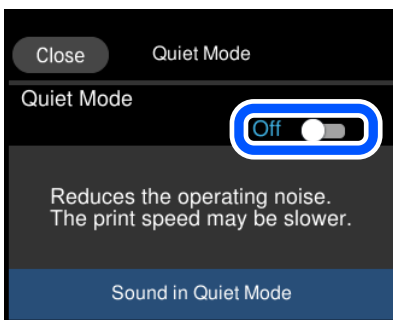 Close
Quiet Mode
Quiet Mode
Off
Reduces the operating noise.
The print speed may be slower.
Sound in Quiet Mode